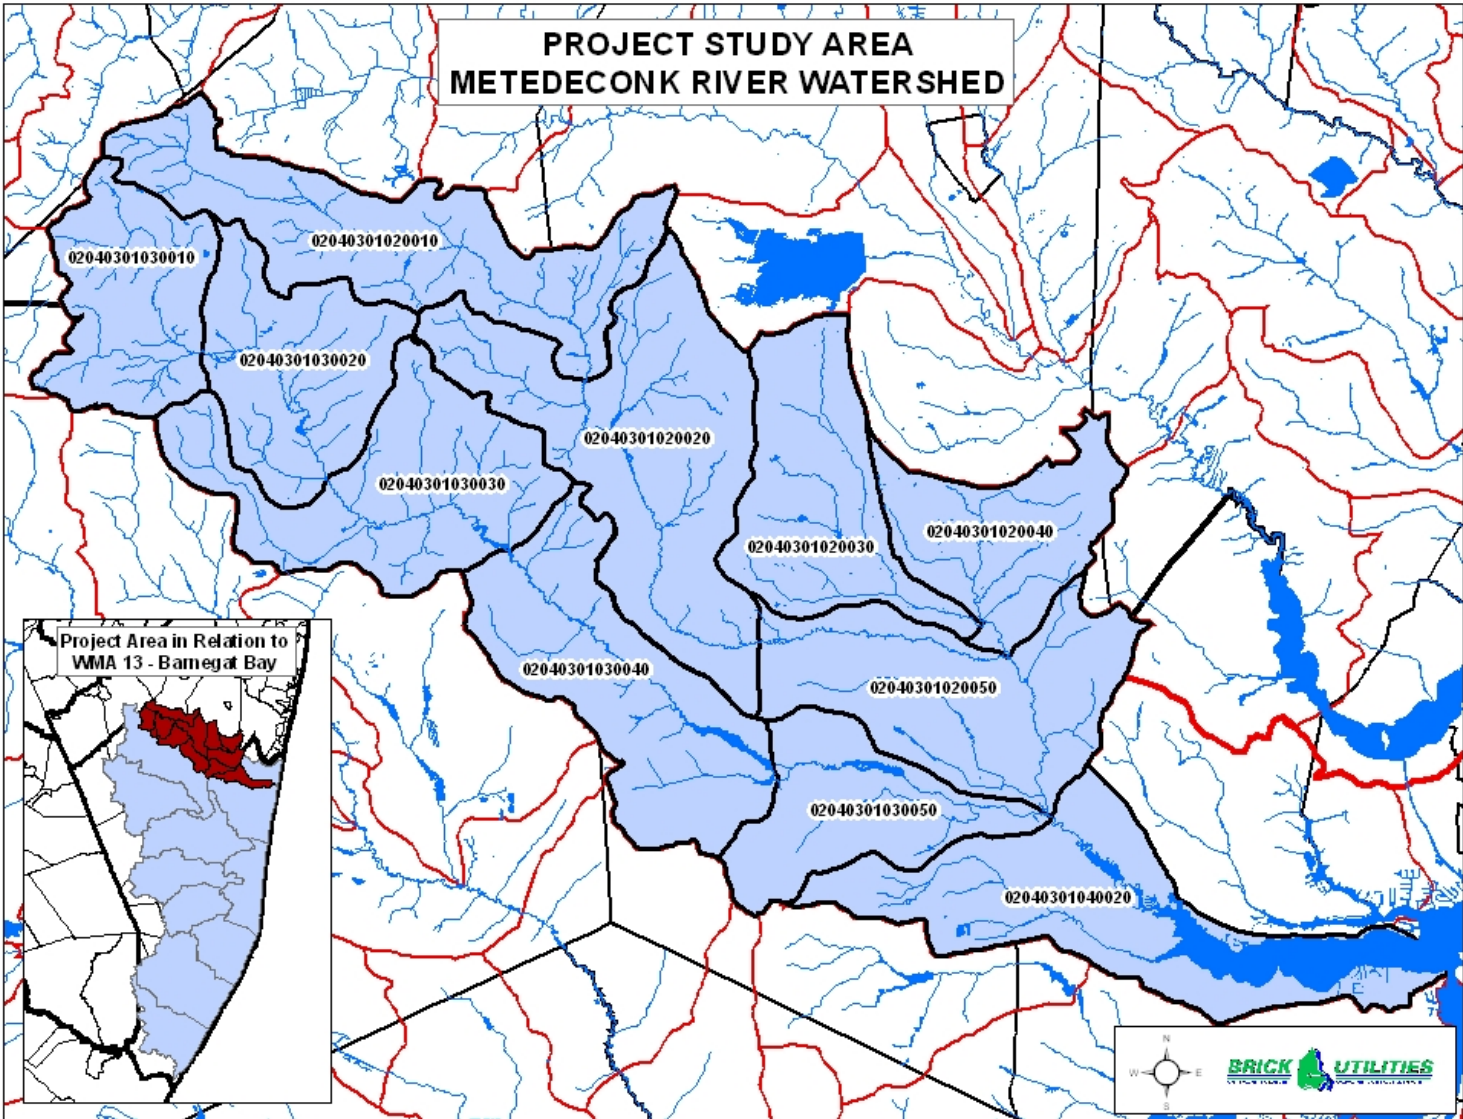 PROJECT STUDY AREA
METEDECONK RIVER WATERSHED
02040301020010
02040301030010
02040301030020
02040301020020
02040301030030
02040301020040
02040301020030
02040301030040
02040301020050
02040301030050
02040301040020
Project Area in Relation to
WMA 13 - Barnegat Bay
N
W E
S
BRICK UTILITIES